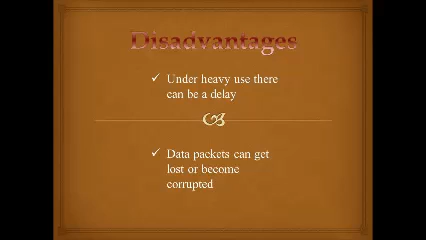 Disadvantages
Under heavy use there
can be a delay
Data packets can get
lost or become
corrupted